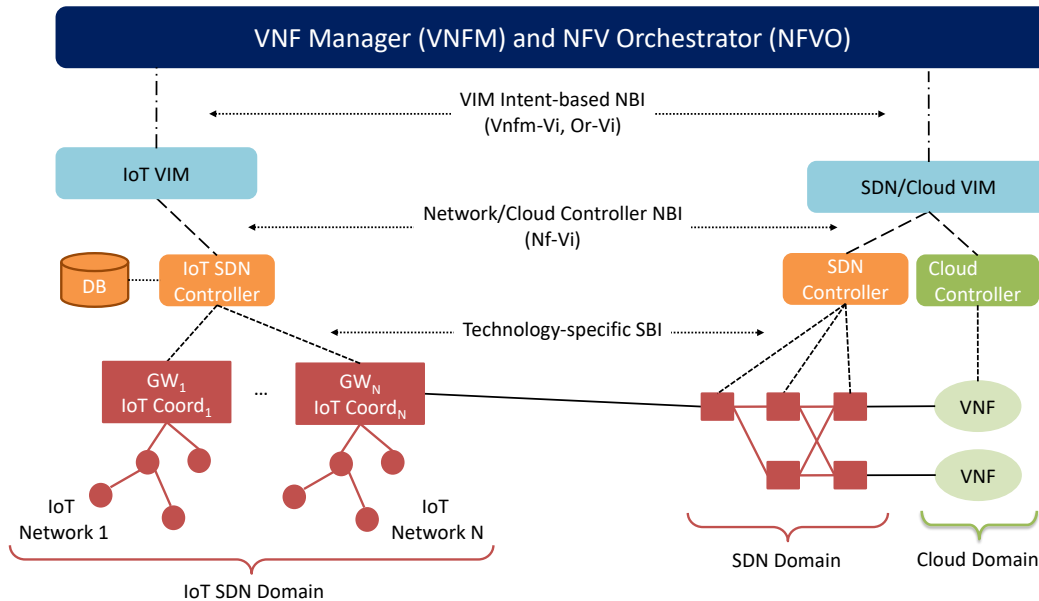 VNF Manager (VNFM) and NFV Orchestrator (NFVO)
VIM Intent-based NBI
(Vnfm-Vi, Or-Vi)
IoT VIM
SDN/Cloud VIM
Network/Cloud Controller NBI
(Nf-Vi)
DB
IoT SDN
Controller
SDN
Controller
Cloud
Controller
Technology-specific SBI
GW₁
IoT Coord₁
...
GW_N
IoT Coord_N
VNF
VNF
IoT
Network 1
IoT
Network N
IoT SDN Domain
SDN Domain
Cloud Domain